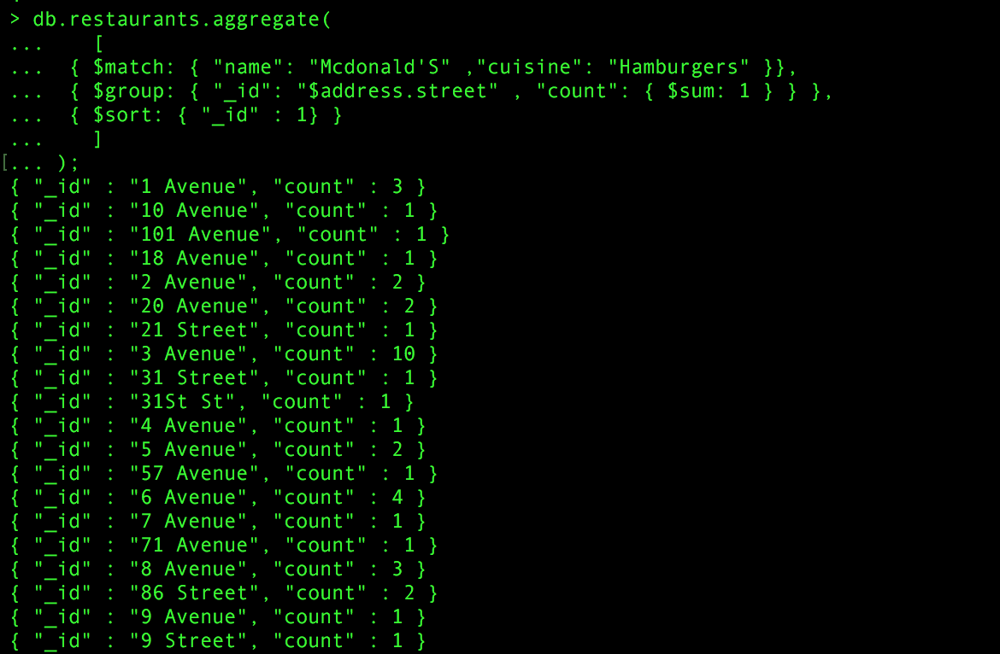 > db.restaurants.aggregate(
...     [
...   { $match: { "name": "Mcdonald'S" ,"cuisine": "Hamburgers" }},
...   { $group: { "_id": "$address.street" , "count": { $sum: 1 } } },
...   { $sort: { "_id" : 1} }
...     ]
[... );
{ "_id" : "1 Avenue", "count" : 3 }
{ "_id" : "10 Avenue", "count" : 1 }
{ "_id" : "101 Avenue", "count" : 1 }
{ "_id" : "18 Avenue", "count" : 1 }
{ "_id" : "2 Avenue", "count" : 2 }
{ "_id" : "20 Avenue", "count" : 2 }
{ "_id" : "21 Street", "count" : 1 }
{ "_id" : "3 Avenue", "count" : 10 }
{ "_id" : "31 Street", "count" : 1 }
{ "_id" : "31St St", "count" : 1 }
{ "_id" : "4 Avenue", "count" : 1 }
{ "_id" : "5 Avenue", "count" : 2 }
{ "_id" : "57 Avenue", "count" : 1 }
{ "_id" : "6 Avenue", "count" : 4 }
{ "_id" : "7 Avenue", "count" : 1 }
{ "_id" : "71 Avenue", "count" : 1 }
{ "_id" : "8 Avenue", "count" : 3 }
{ "_id" : "86 Street", "count" : 2 }
{ "_id" : "9 Avenue", "count" : 1 }
{ "_id" : "9 Street", "count" : 1 }